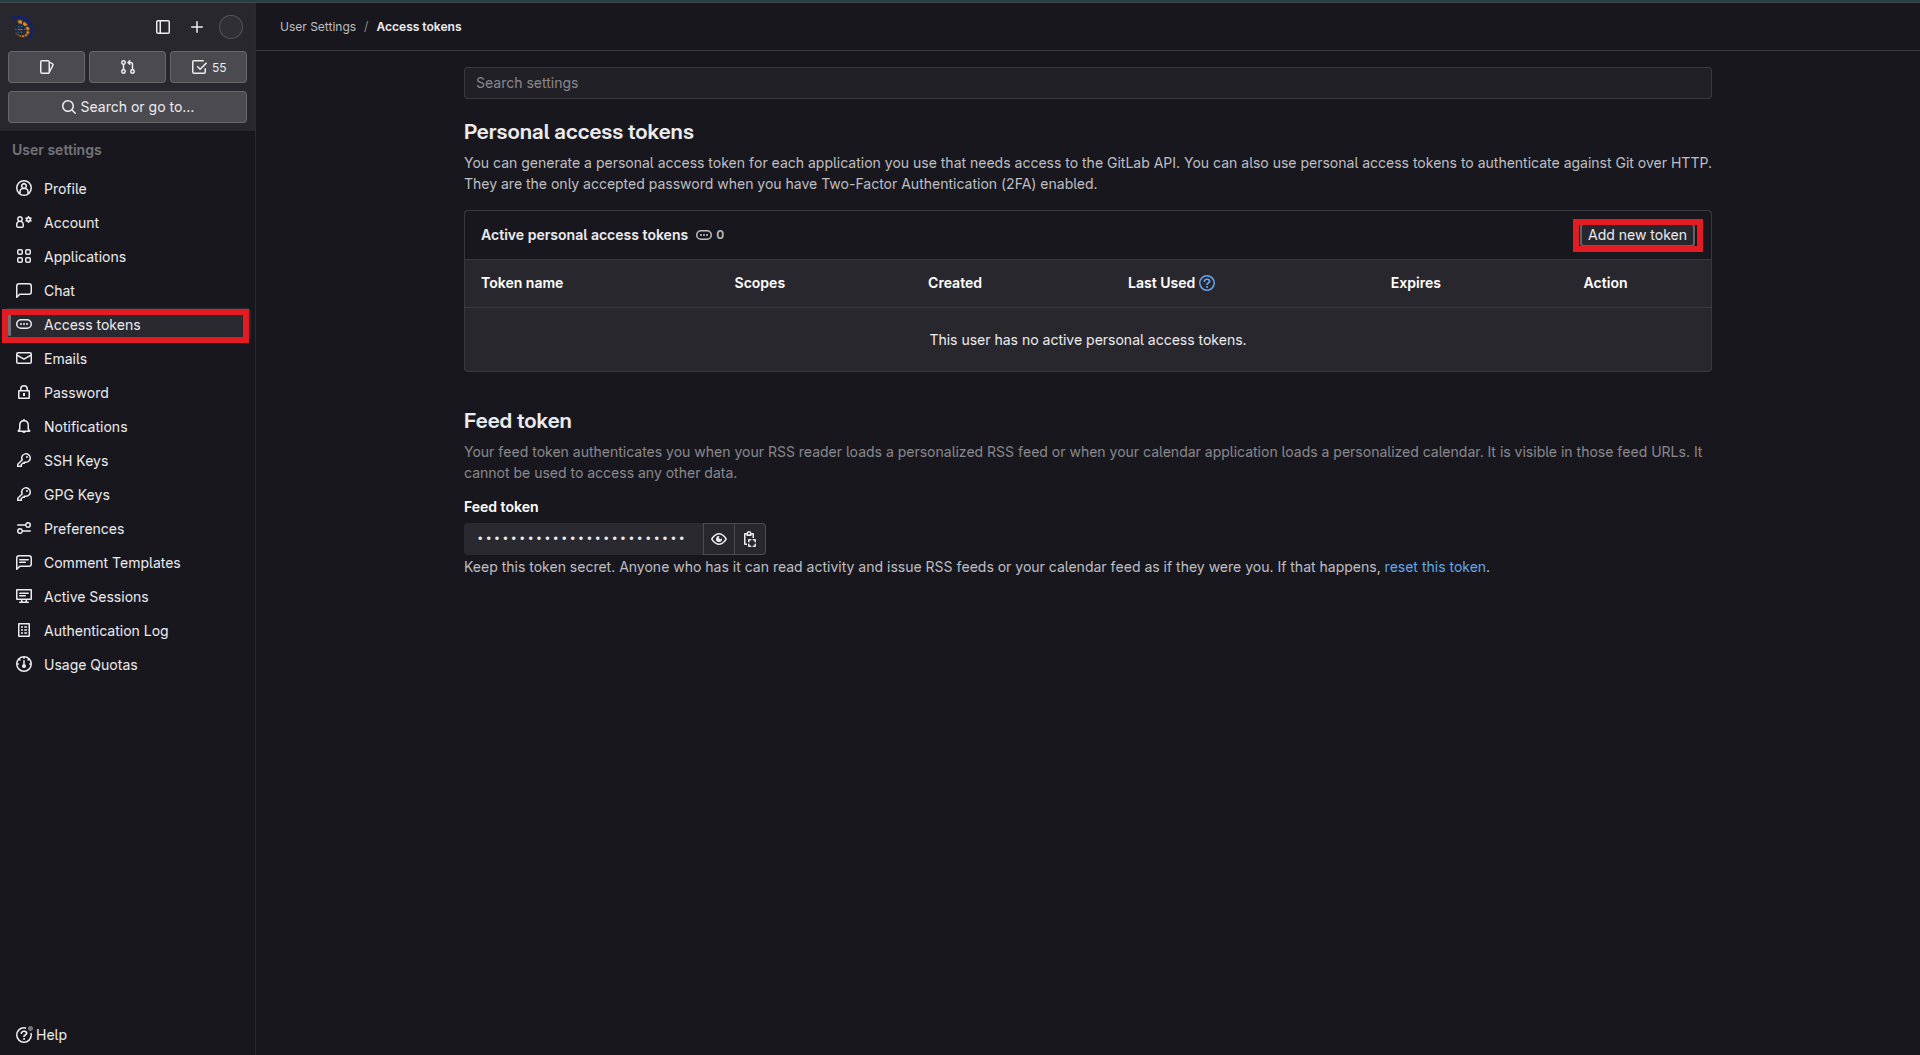 User Settings / Access tokens
55
Search or go to...
User settings
Profile
Account
Applications
Chat
Access tokens
Emails
Password
Notifications
SSH Keys
GPG Keys
Preferences
Comment Templates
Active Sessions
Authentication Log
Usage Quotas
Help
Search settings
Personal access tokens
You can generate a personal access token for each application you use that needs access to the GitLab API. You can also use personal access tokens to authenticate against Git over HTTP.
They are the only accepted password when you have Two-Factor Authentication (2FA) enabled.
Active personal access tokens 0
Add new token
Token name Scopes Created Last Used Expires Action
This user has no active personal access tokens.
Feed token
Your feed token authenticates you when your RSS reader loads a personalized RSS feed or when your calendar application loads a personalized calendar. It is visible in those feed URLs. It
cannot be used to access any other data.
Feed token
Keep this token secret. Anyone who has it can read activity and issue RSS feeds or your calendar feed as if they were you. If that happens, reset this token.